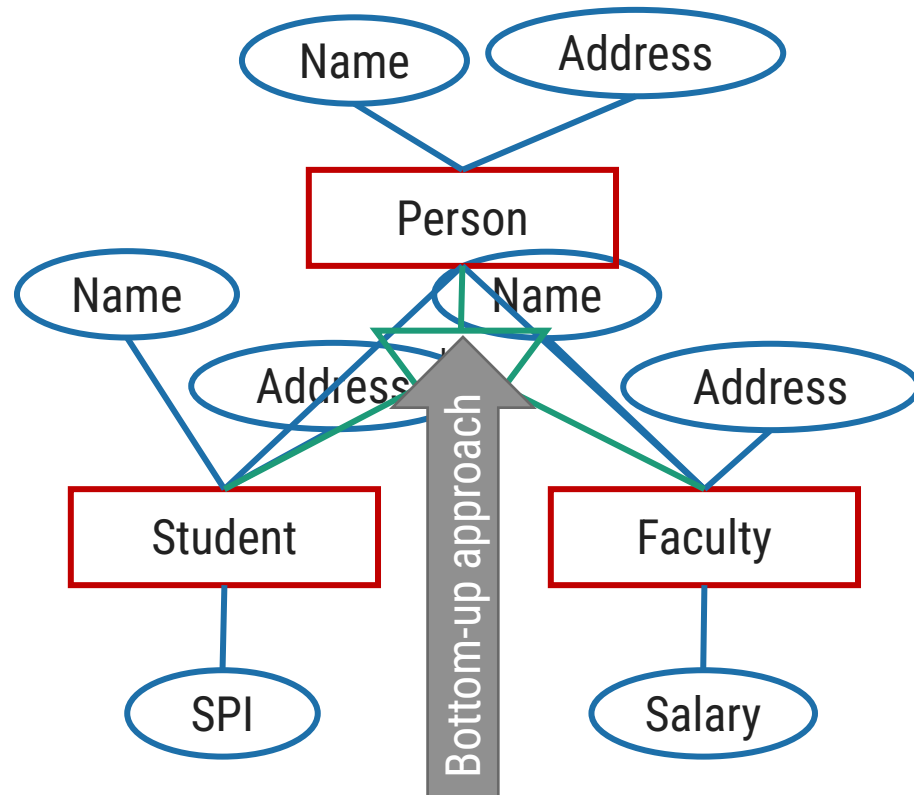 Name
Address
Person
Name
Name
Address
Address
Student
Faculty
Bottom-up approach
SPI
Salary